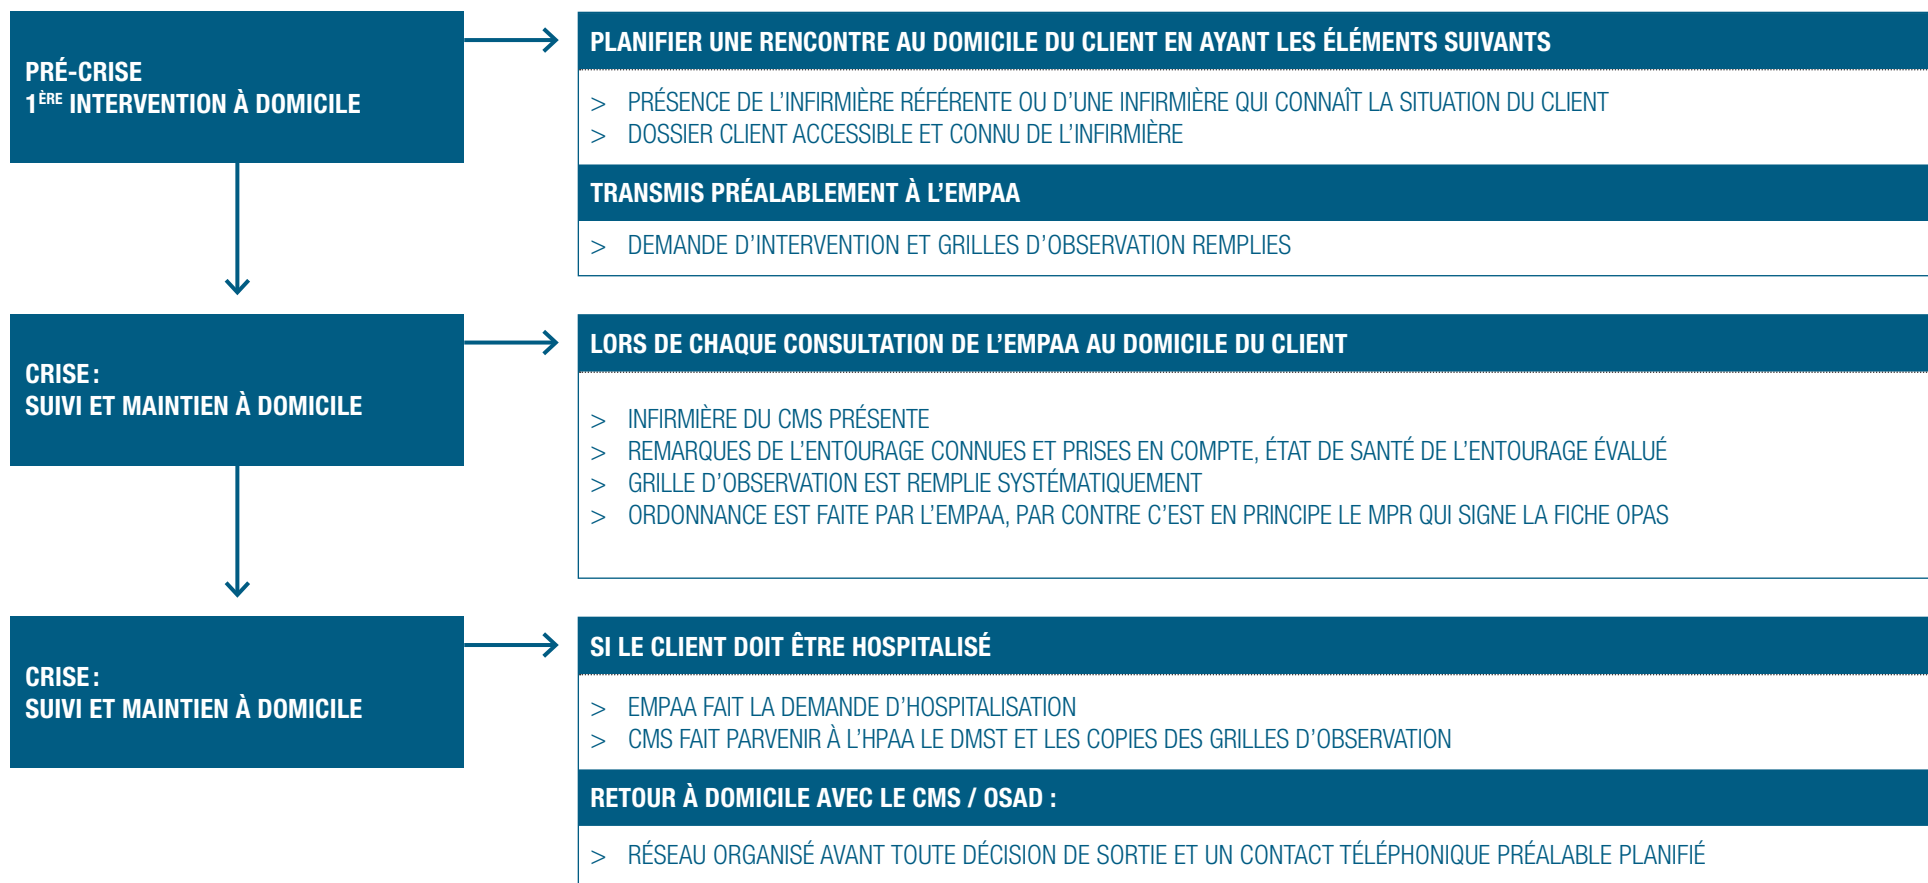 PRÉ-CRISE
1ÈRE INTERVENTION À DOMICILE
PLANIFIER UNE RENCONTRE AU DOMICILE DU CLIENT EN AYANT LES ÉLÉMENTS SUIVANTS
> PRÉSENCE DE L’INFIRMIÈRE RÉFÉRENTE OU D’UNE INFIRMIÈRE QUI CONNAÎT LA SITUATION DU CLIENT
> DOSSIER CLIENT ACCESSIBLE ET CONNU DE L’INFIRMIÈRE
TRANSMIS PRÉALABLEMENT À L’EMPAA
> DEMANDE D’INTERVENTION ET GRILLES D’OBSERVATION REMPLIES
CRISE :
SUIVI ET MAINTIEN À DOMICILE
LORS DE CHAQUE CONSULTATION DE L’EMPAA AU DOMICILE DU CLIENT
> INFIRMIÈRE DU CMS PRÉSENTE
> REMARQUES DE L’ENTOURAGE CONNUES ET PRISES EN COMPTE, ÉTAT DE SANTÉ DE L’ENTOURAGE ÉVALUÉ
> GRILLE D’OBSERVATION EST REMPLIE SYSTÉMATIQUEMENT
> ORDONNANCE EST FAITE PAR L’EMPAA, PAR CONTRE C’EST EN PRINCIPE LE MPR QUI SIGNE LA FICHE OPAS
CRISE :
SUIVI ET MAINTIEN À DOMICILE
SI LE CLIENT DOIT ÊTRE HOSPITALISÉ
> EMPAA FAIT LA DEMANDE D’HOSPITALISATION
> CMS FAIT PARVENIR À L’HPAA LE DMST ET LES COPIES DES GRILLES D’OBSERVATION
RETOUR À DOMICILE AVEC LE CMS / OSAD :
> RÉSEAU ORGANISÉ AVANT TOUTE DÉCISION DE SORTIE ET UN CONTACT TÉLÉPHONIQUE PRÉALABLE PLANIFIÉ